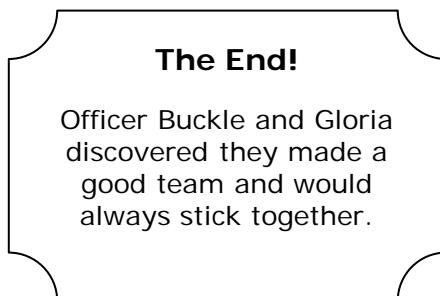 The End!
Officer Buckle and Gloria
discovered they made a
good team and would
always stick together.